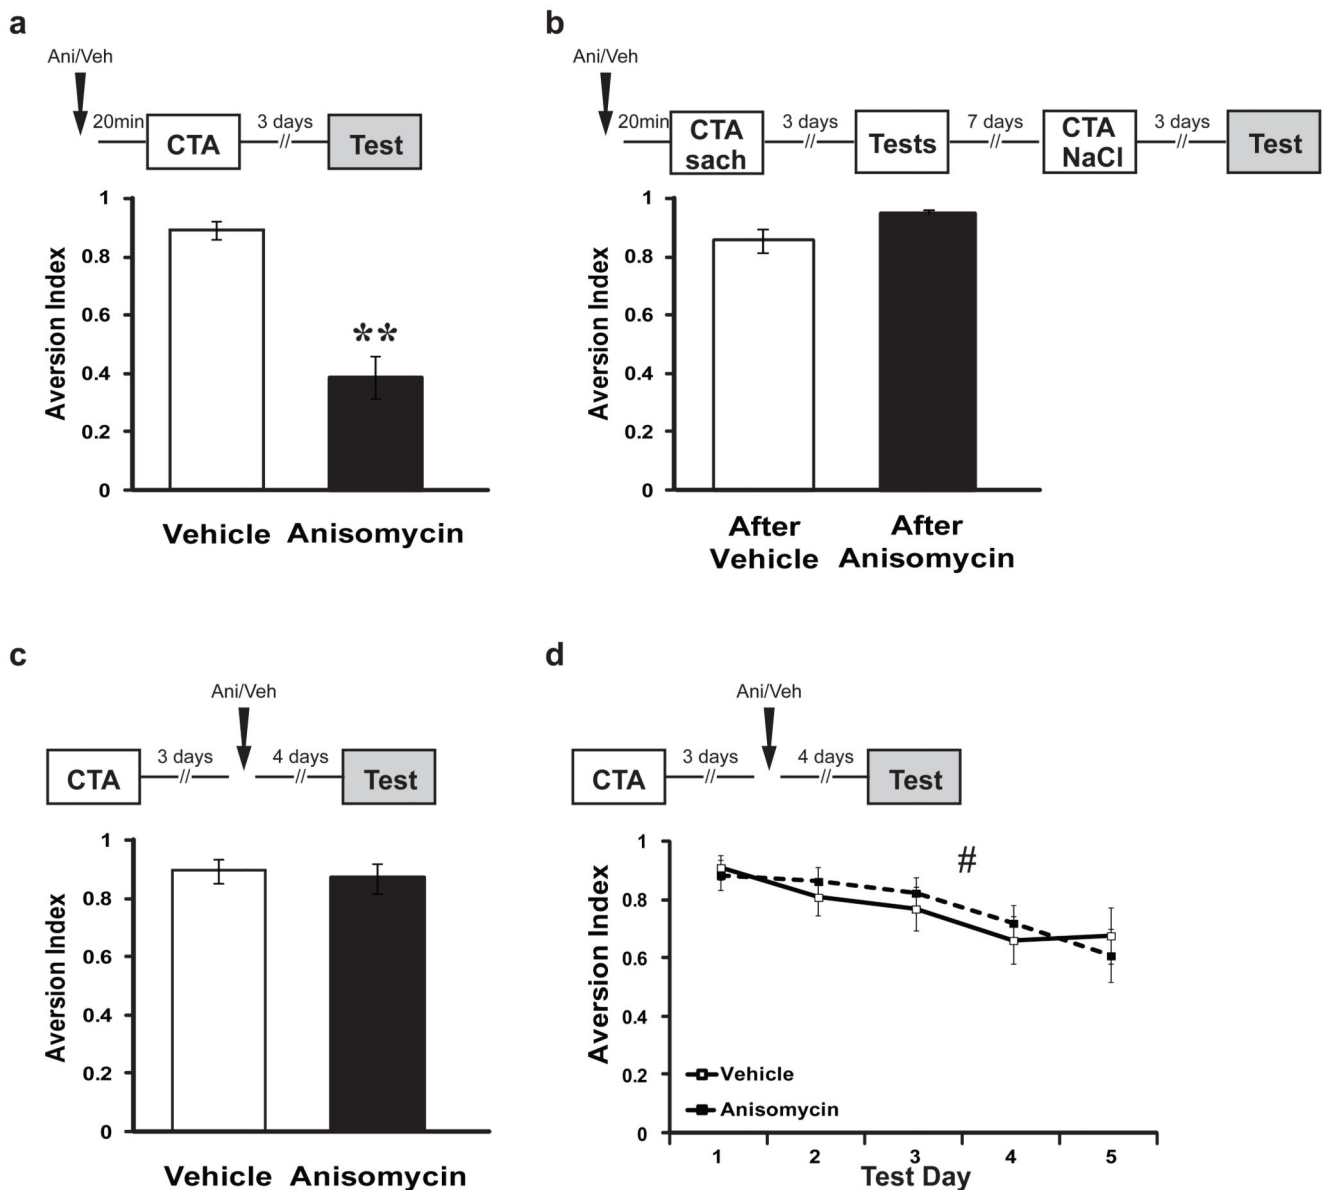 a
Ani/Veh
20min
CTA
3 days
//
Test
1
0.8
0.6
0.4
0.2
0
Aversion Index
**
Vehicle Anisomycin
b
Ani/Veh
20min
CTA
sach
3 days
//
Tests
7 days
//
CTA
NaCl
3 days
//
Test
1
0.8
0.6
0.4
0.2
0
Aversion Index
After
Vehicle
After
Anisomycin
c
Ani/Veh
CTA
3 days
//
4 days
//
Test
1
0.8
0.6
0.4
0.2
0
Aversion Index
Vehicle Anisomycin
d
Ani/Veh
CTA
3 days
//
4 days
//
Test
1
0.8
0.6
0.4
0.2
0
Aversion Index
#
Vehicle
Anisomycin
1 2 3 4 5
Test Day